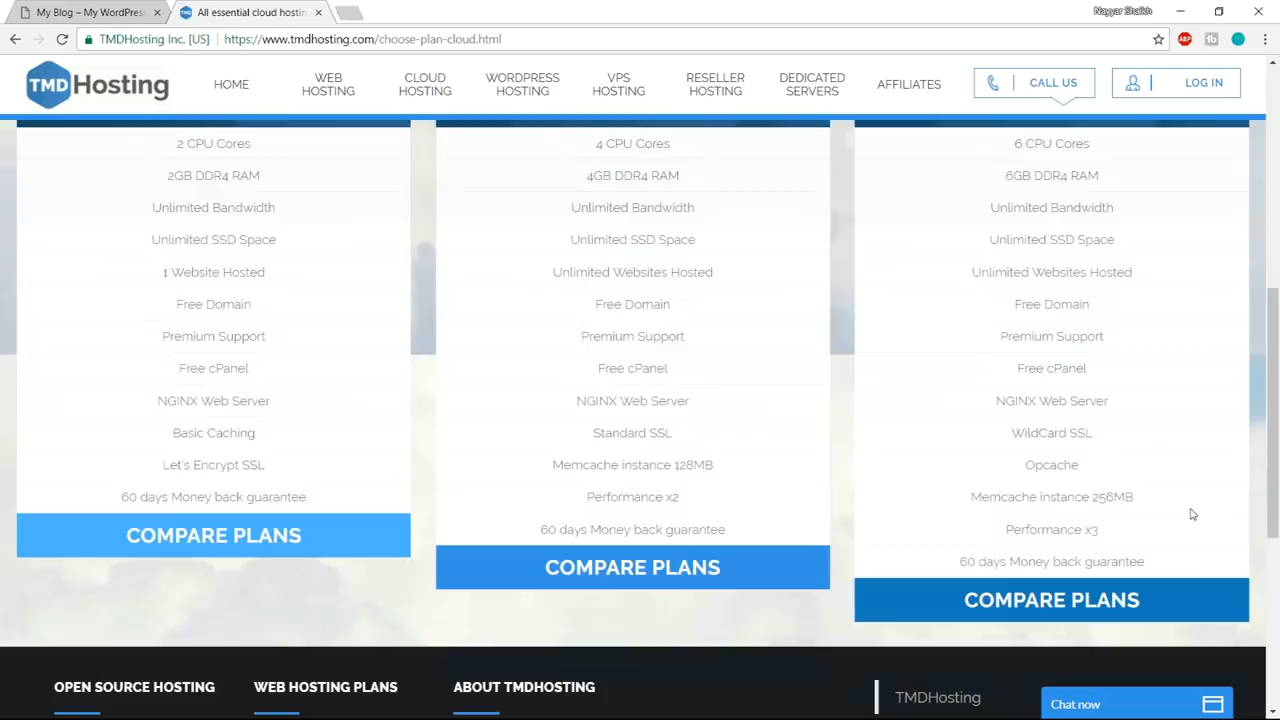 My Blog – My WordPress
All essential cloud hostin
Nayyar Shaikh
TMDHosting Inc. [US]
https://www.tmdhosting.com/choose-plan-cloud.html
ABP
tb
TMDHosting
HOME
WEB HOSTING
CLOUD HOSTING
WORDPRESS HOSTING
VPS HOSTING
RESELLER HOSTING
DEDICATED SERVERS
AFFILIATES
CALL US
LOG IN
2 CPU Cores
2GB DDR4 RAM
Unlimited Bandwidth
Unlimited SSD Space
1 Website Hosted
Free Domain
Premium Support
Free cPanel
NGINX Web Server
Basic Caching
Let's Encrypt SSL
60 days Money back guarantee
COMPARE PLANS
4 CPU Cores
4GB DDR4 RAM
Unlimited Bandwidth
Unlimited SSD Space
Unlimited Websites Hosted
Free Domain
Premium Support
Free cPanel
NGINX Web Server
Standard SSL
Memcache instance 128MB
Performance x2
60 days Money back guarantee
COMPARE PLANS
6 CPU Cores
6GB DDR4 RAM
Unlimited Bandwidth
Unlimited SSD Space
Unlimited Websites Hosted
Free Domain
Premium Support
Free cPanel
NGINX Web Server
WildCard SSL
Opcache
Memcache instance 256MB
Performance x3
60 days Money back guarantee
COMPARE PLANS
OPEN SOURCE HOSTING
WEB HOSTING PLANS
ABOUT TMDHOSTING
TMDHosting
Chat now